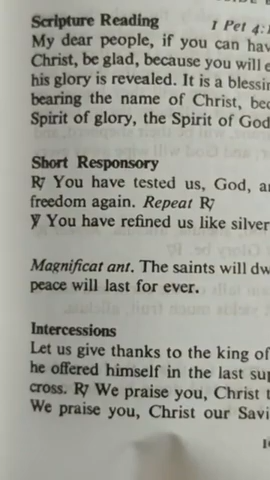 Scripture Reading 1 Pet 4:1
My dear people, if you can hav
Christ, be glad, because you will e
his glory is revealed. It is a blessin
bearing the name of Christ, bec
Spirit of glory, the Spirit of God
Short Responsory
℟ You have tested us, God, an
freedom again. Repeat ℟
℣ You have refined us like silver
Magnificat ant. The saints will dw
peace will last for ever.
Intercessions
Let us give thanks to the king of
he offered himself in the last sup
cross. ℟ We praise you, Christ t
We praise you, Christ our Savi